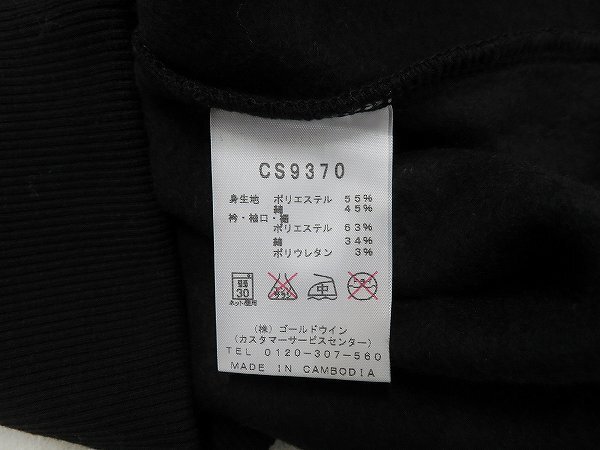 CS9370
身生地 ポリエステル 55%
綿 45%
衿・袖口・裾
ポリエステル 63%
綿 34%
ポリウレタン 3%
弱 30 中
ネット使用
(株) ゴールドウイン
(カスタマーサービスセンター)
TEL 0120-307-560
MADE IN CAMBODIA